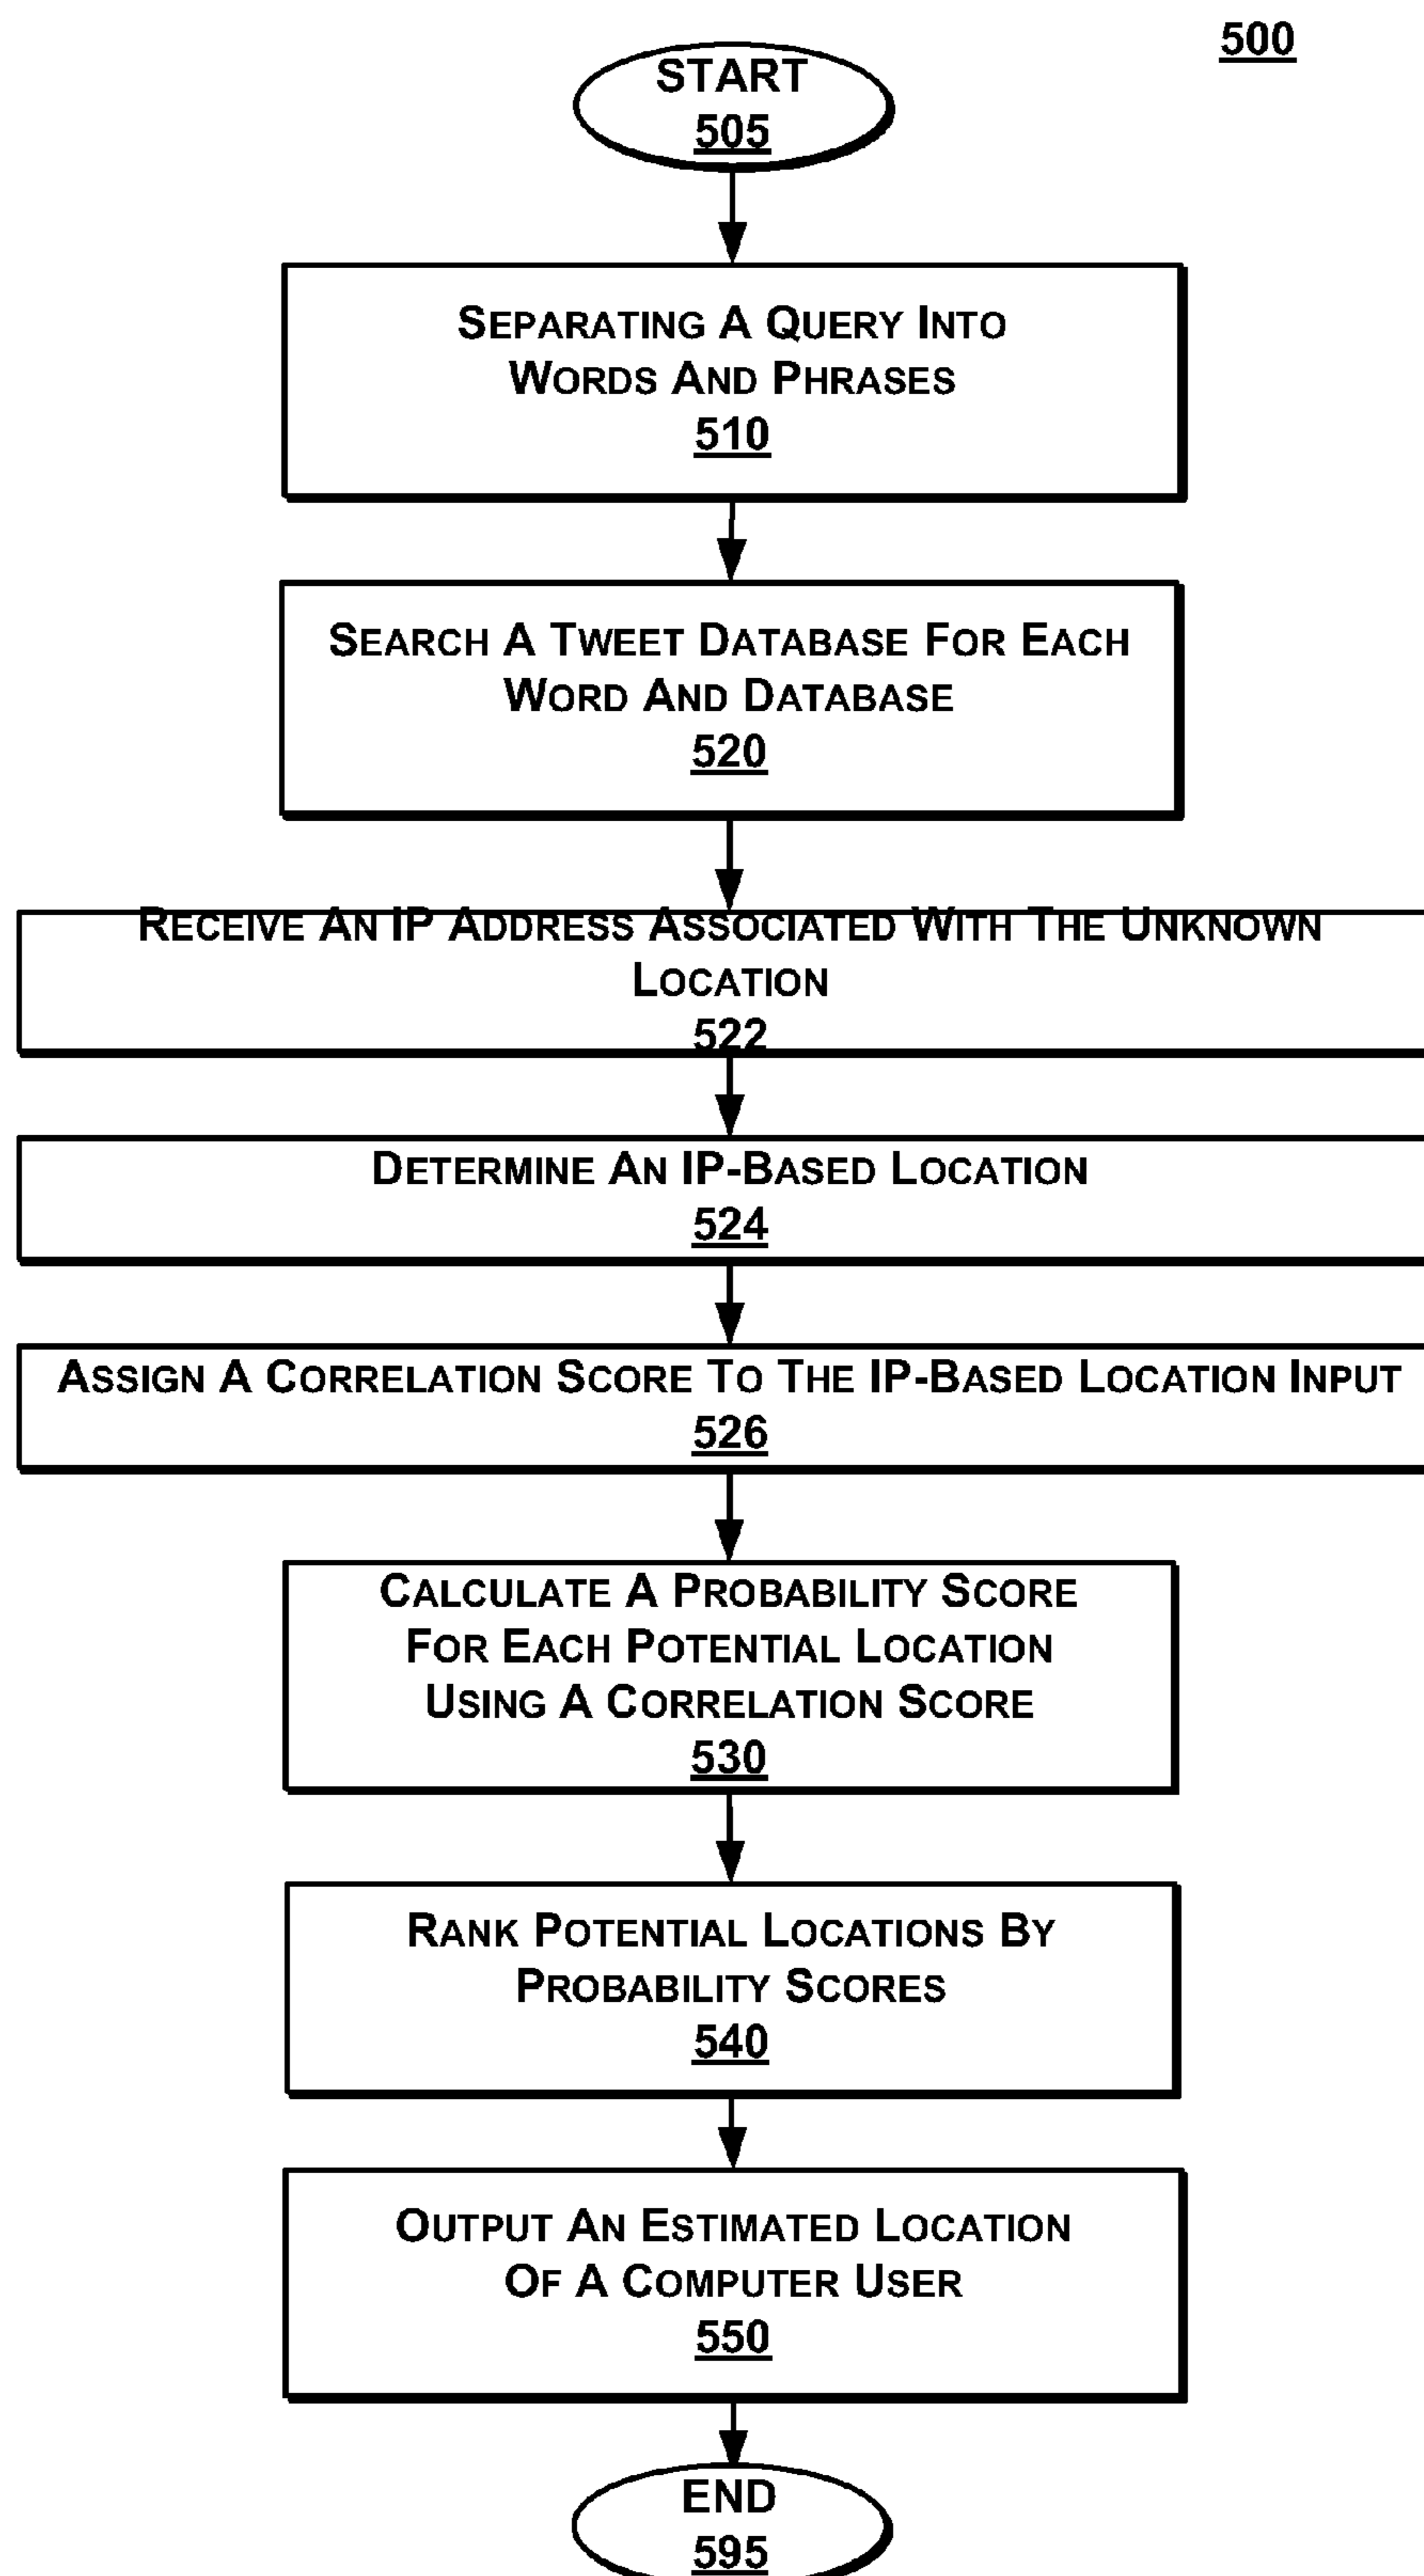 500
START
505
SEPARATING A QUERY INTO
WORDS AND PHRASES
510
SEARCH A TWEET DATABASE FOR EACH
WORD AND DATABASE
520
RECEIVE AN IP ADDRESS ASSOCIATED WITH THE UNKNOWN
LOCATION
522
DETERMINE AN IP-BASED LOCATION
524
ASSIGN A CORRELATION SCORE TO THE IP-BASED LOCATION INPUT
526
CALCULATE A PROBABILITY SCORE
FOR EACH POTENTIAL LOCATION
USING A CORRELATION SCORE
530
RANK POTENTIAL LOCATIONS BY
PROBABILITY SCORES
540
OUTPUT AN ESTIMATED LOCATION
OF A COMPUTER USER
550
END
595